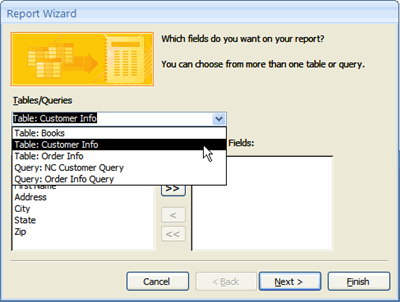 Report Wizard
Which fields do you want on your report?
You can choose from more than one table or query.
Tables/Queries
Table: Customer Info
Table: Books
Table: Customer Info
Table: Order Info
Query: NC Customer Query
Query: Order Info Query
Fields:
>>
Address
City
State
Zip
<
<<
Cancel
< Back
Next >
Finish